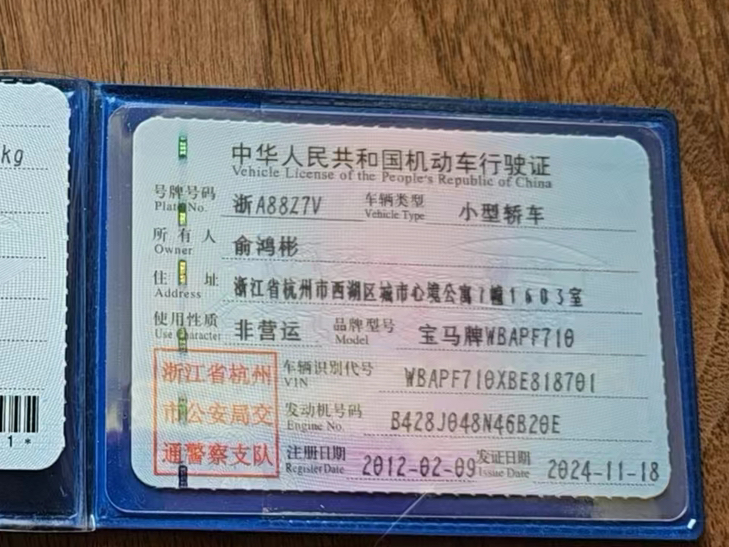 kg
中华人民共和国机动车行驶证
Vehicle License of the People's Republic of China
号牌号码 浙A88Z7V 车辆类型 小型轿车
Plate No. Vehicle Type
所有人 俞鸿彬
Owner
住址 浙江省杭州市西湖区城市心境公寓7幢1603室
Address
使用性质 非营运 品牌型号 宝马牌WBAPF710
Use Character Model
浙江省杭州
市公安局交
通警察支队
车辆识别代号 WBAPF710XBE818701
VIN
发动机号码 B428J048N46B20E
Engine No.
注册日期 2012-02-09 发证日期 2024-11-18
Register Date Issue Date
1*